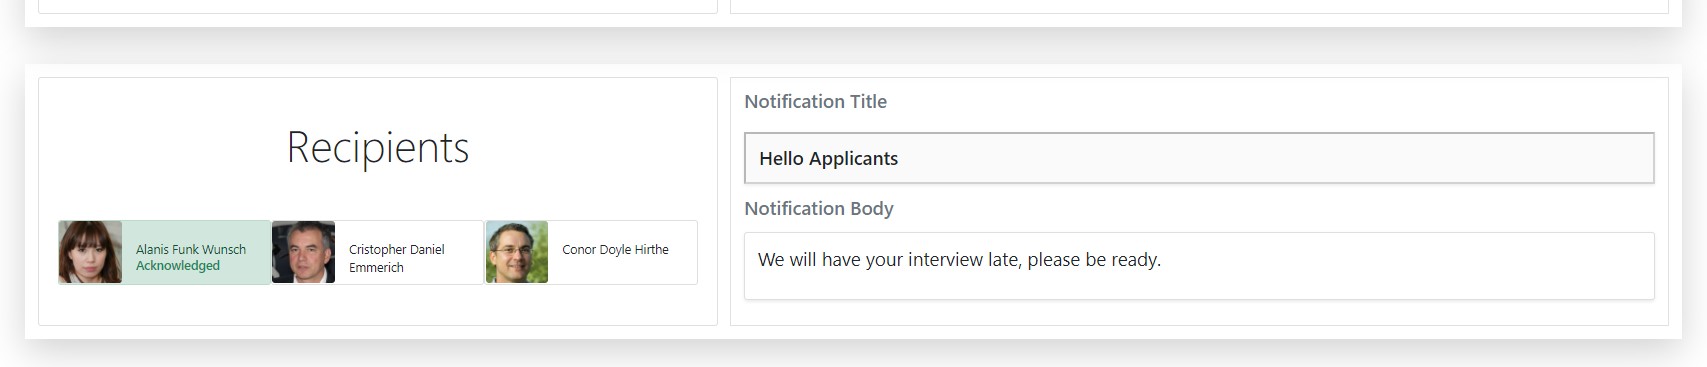 Recipients
Alanis Funk Wunsch
Acknowledged
Cristopher Daniel
Emmerich
Conor Doyle Hirthe
Notification Title
Hello Applicants
Notification Body
We will have your interview late, please be ready.